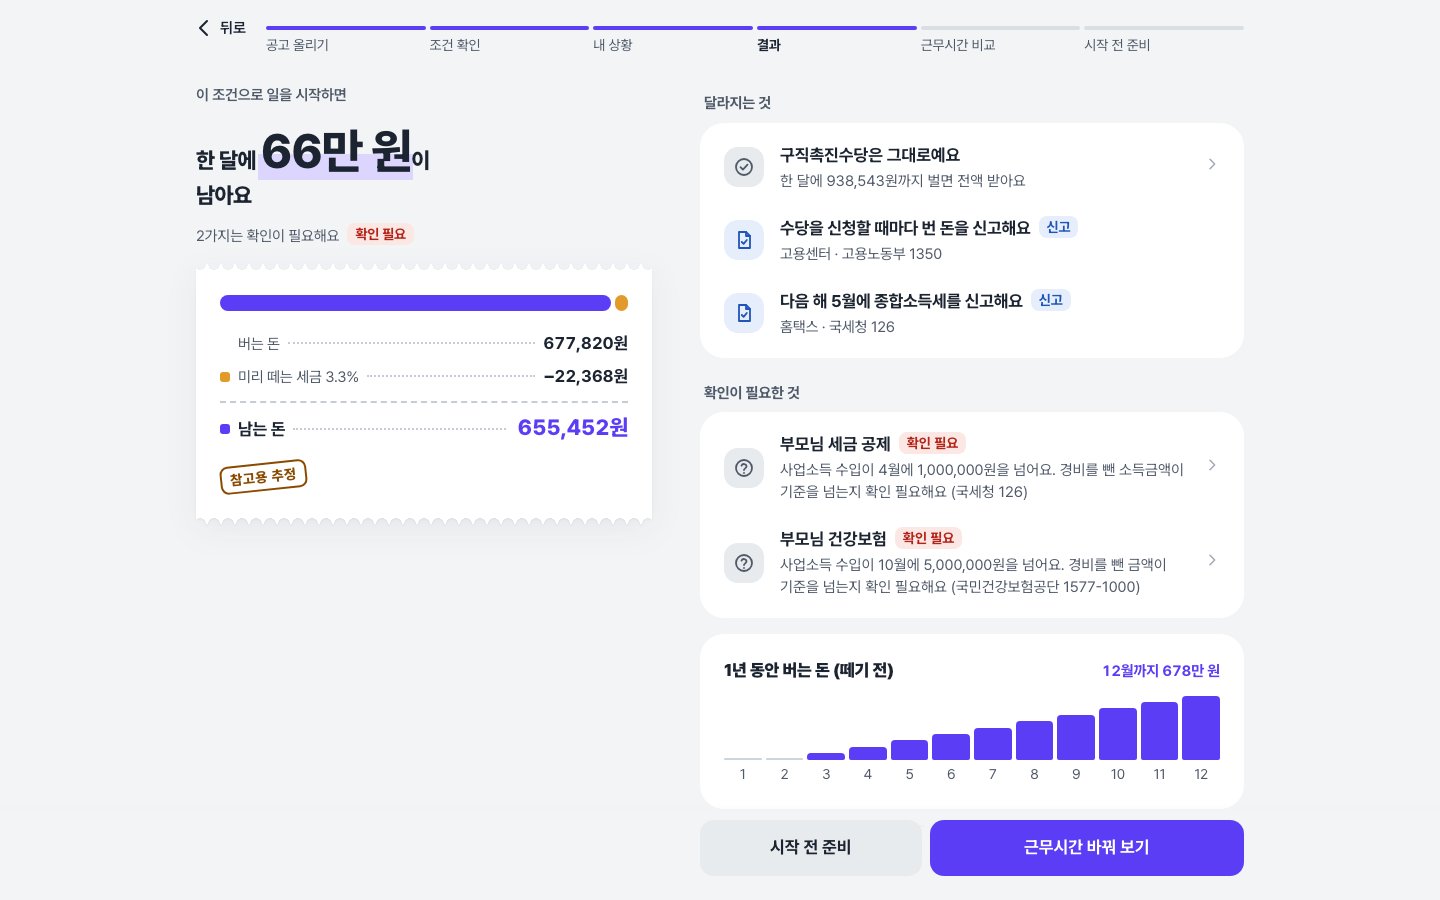 뒤로
공고 올리기
조건 확인
내 상황
결과
근무시간 비교
시작 전 준비
이 조건으로 일을 시작하면
한 달에 66만 원이
남아요
2가지는 확인이 필요해요 확인 필요
버는 돈 677,820원
미리 떼는 세금 3.3% −22,368원
남는 돈 655,452원
참고용 추정
달라지는 것
구직촉진수당은 그대로예요
한 달에 938,543원까지 벌면 전액 받아요
수당을 신청할 때마다 번 돈을 신고해요 신고
고용센터 · 고용노동부 1350
다음 해 5월에 종합소득세를 신고해요 신고
홈택스 · 국세청 126
확인이 필요한 것
부모님 세금 공제 확인 필요
사업소득 수입이 4월에 1,000,000원을 넘어요. 경비를 뺀 소득금액이
기준을 넘는지 확인 필요해요 (국세청 126)
부모님 건강보험 확인 필요
사업소득 수입이 10월에 5,000,000원을 넘어요. 경비를 뺀 금액이
기준을 넘는지 확인 필요해요 (국민건강보험공단 1577-1000)
1년 동안 버는 돈 (떼기 전) 12월까지 678만 원
1 2 3 4 5 6 7 8 9 10 11 12
시작 전 준비
근무시간 바꿔 보기